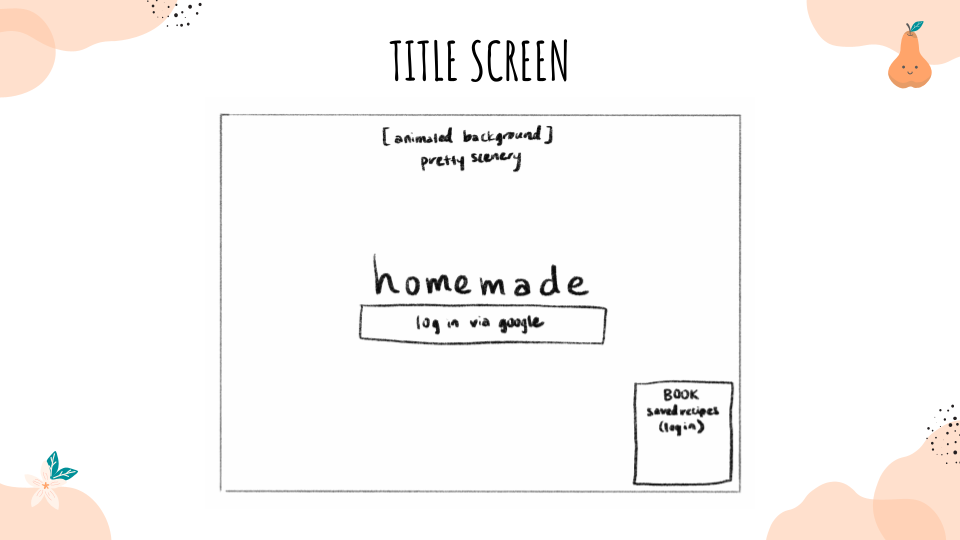 TITLE SCREEN
[animated background]
pretty scenery
homemade
log in via google
BOOK
saved recipes
(login)